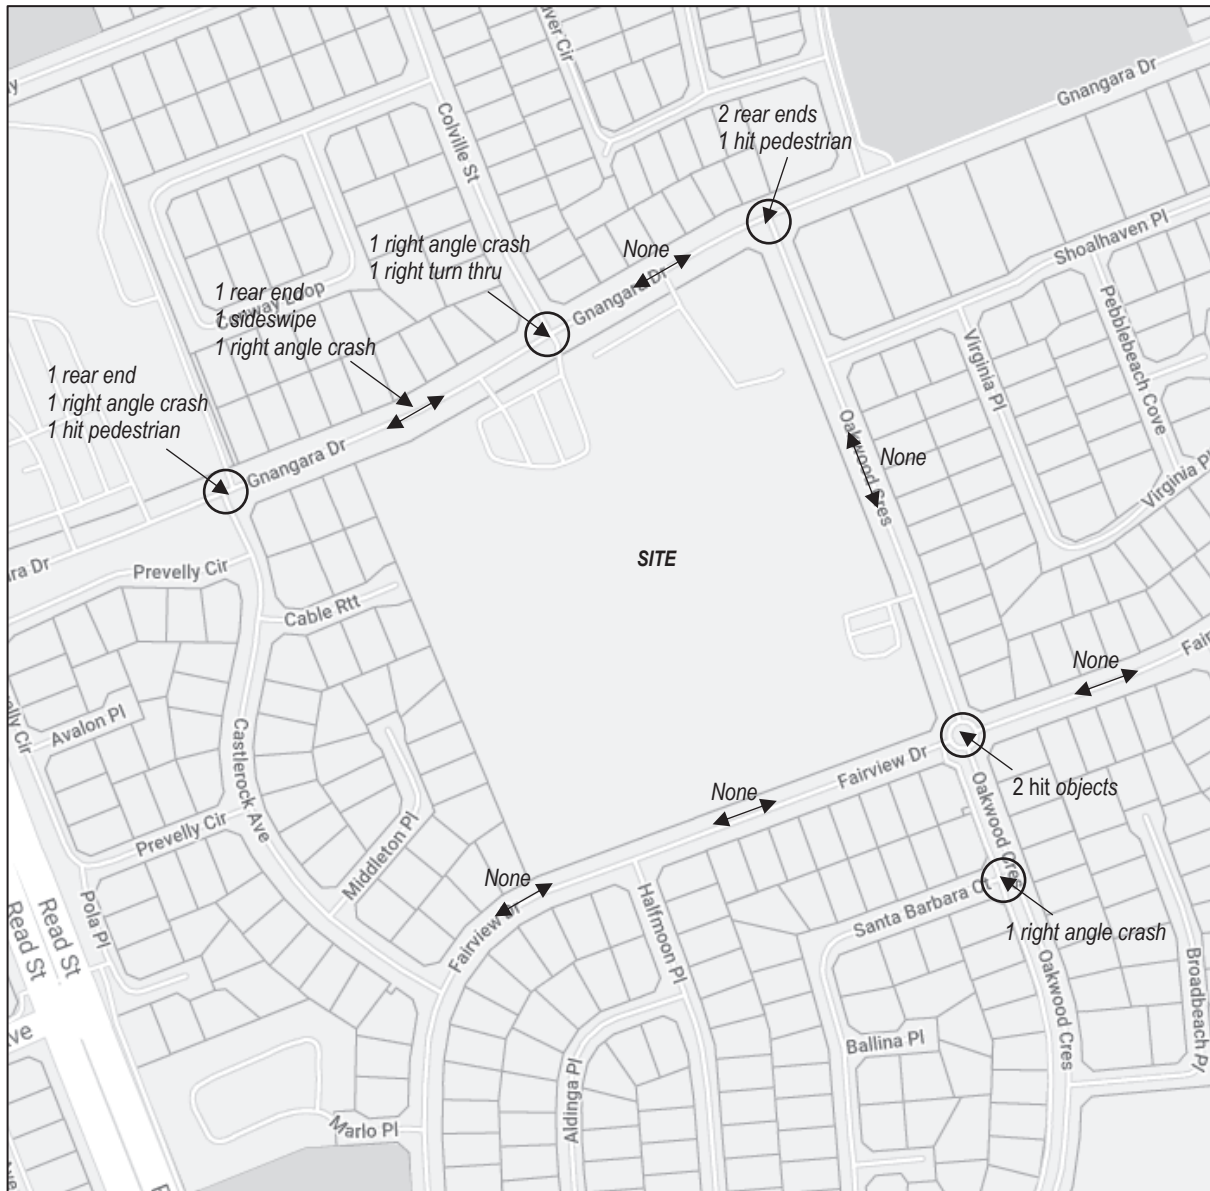 Gnangara Dr
2 rear ends
1 hit pedestrian
Colville St
Shoalhaven Pl
1 right angle crash
1 right turn thru
None
Gnangara Dr
1 rear end
1 sideswipe
1 right angle crash
Pebblebeach Cove
Virginia Pl
1 rear end
1 right angle crash
1 hit pedestrian
Gnangara Dr
Oakwood Cres
None
Virginia Pl
SITE
Prevelly Cir
Cable Rtt
None
Avalon Pl
Castlerock Ave
Fairview Dr
2 hit objects
None
Oakwood Cres
Prevelly Cir
Middleton Pl
None
Pola Pl
Read St
Read St
Fairview Dr
Halfmoon Pl
Santa Barbara Ct
1 right angle crash
Oakwood Cres
Broadbeach Pl
Ballina Pl
Aldinga Pl
Marlo Pl